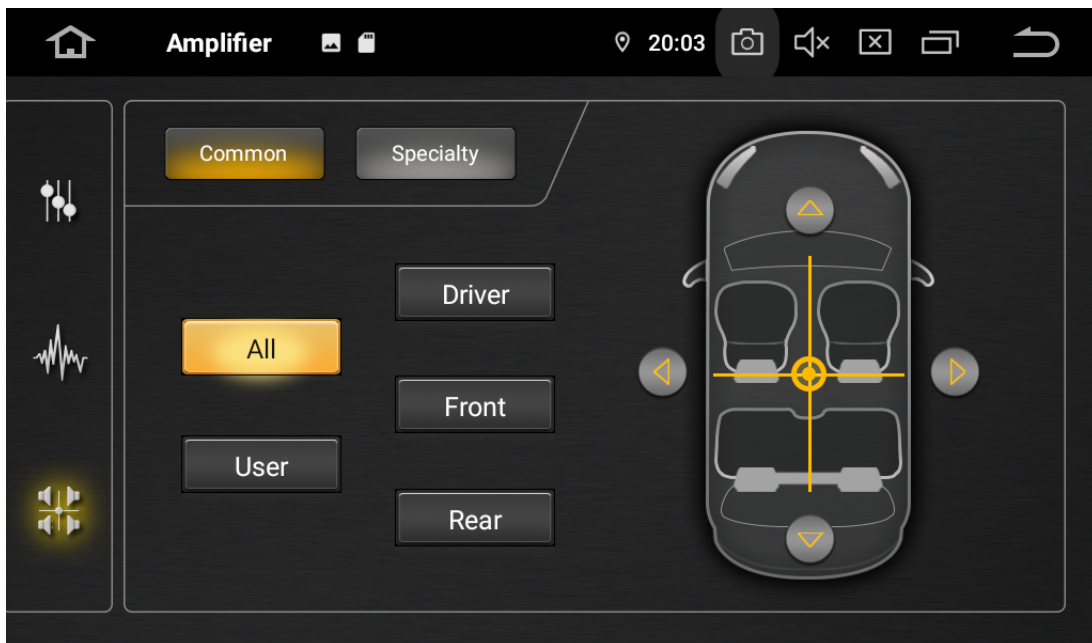 Amplifier 20:03
Common Specialty
Driver
All
Front
User
Rear